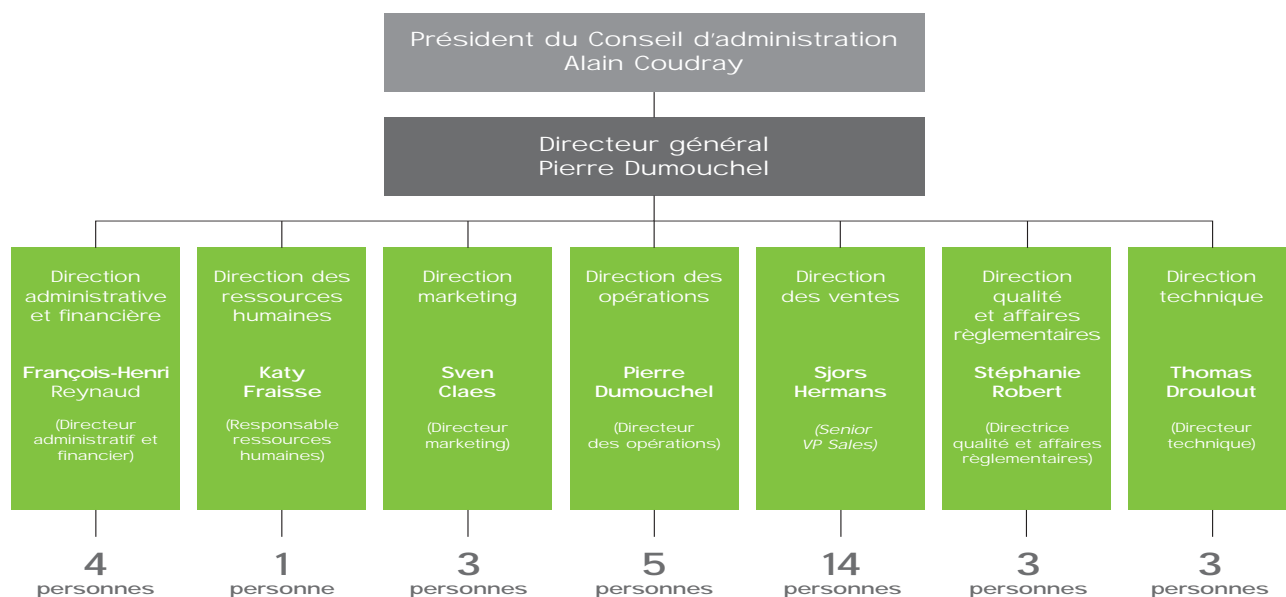 Président du Conseil d'administration
Alain Coudray
Directeur général
Pierre Dumouchel
Direction
administrative
et financière
François-Henri
Reynaud
(Directeur
administratif et
financier)
4
personnes
Direction des
ressources
humaines
Katy
Fraisse
(Responsable
ressources
humaines)
1
personne
Direction
marketing
Sven
Claes
(Directeur
marketing)
3
personnes
Direction des
opérations
Pierre
Dumouchel
(Directeur
des opérations)
5
personnes
Direction
des ventes
Sjors
Hermans
(Senior
VP Sales)
14
personnes
Direction
qualité
et affaires
règlementaires
Stéphanie
Robert
(Directrice
qualité et affaires
règlementaires)
3
personnes
Direction
technique
Thomas
Droulout
(Directeur
technique)
3
personnes